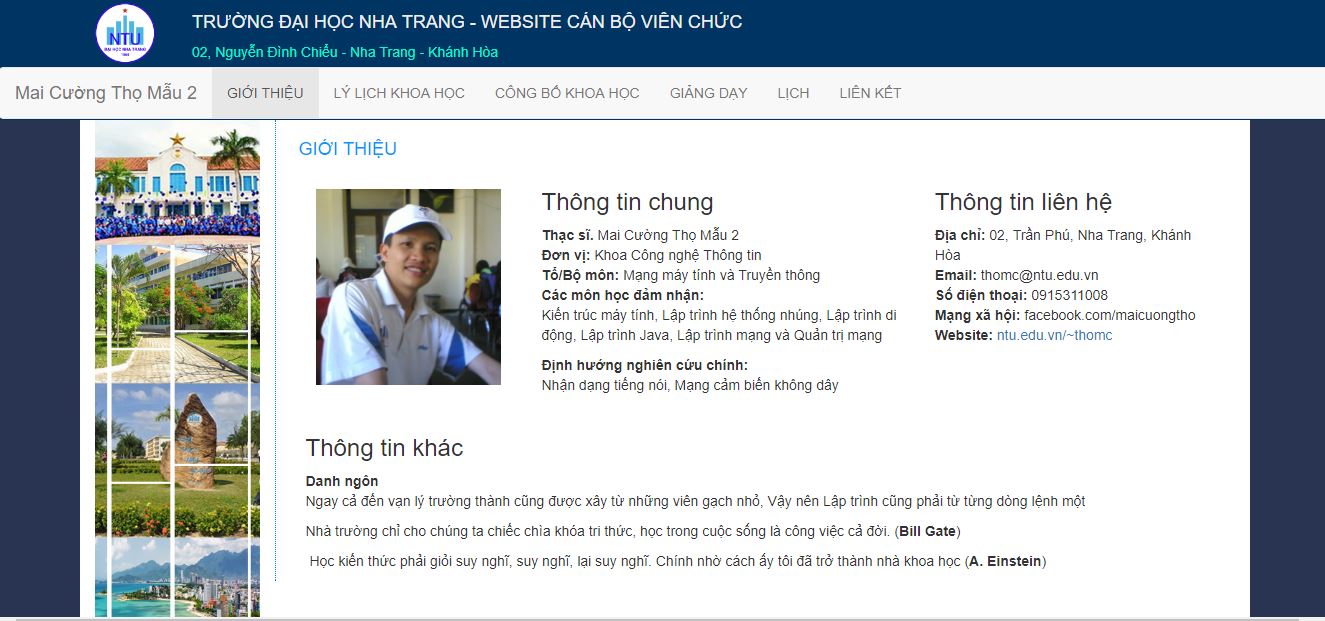 NTU
ĐẠI HỌC NHA TRANG
TRƯỜNG ĐẠI HỌC NHA TRANG - WEBSITE CÁN BỘ VIÊN CHỨC
02, Nguyễn Đình Chiểu - Nha Trang - Khánh Hòa
Mai Cường Thọ Mẫu 2 GIỚI THIỆU LÝ LỊCH KHOA HỌC CÔNG BỐ KHOA HỌC GIẢNG DẠY LỊCH LIÊN KẾT
GIỚI THIỆU
Thông tin chung
Thạc sĩ. Mai Cường Thọ Mẫu 2
Đơn vị: Khoa Công nghệ Thông tin
Tổ/Bộ môn: Mạng máy tính và Truyền thông
Các môn học đảm nhận:
Kiến trúc máy tính, Lập trình hệ thống nhúng, Lập trình di
động, Lập trình Java, Lập trình mạng và Quản trị mạng
Định hướng nghiên cứu chính:
Nhận dạng tiếng nói, Mạng cảm biến không dây
Thông tin liên hệ
Địa chỉ: 02, Trần Phú, Nha Trang, Khánh
Hòa
Email: thomc@ntu.edu.vn
Số điện thoại: 0915311008
Mạng xã hội: facebook.com/maicuongtho
Website: ntu.edu.vn/~thomc
Thông tin khác
Danh ngôn
Ngay cả đến vạn lý trường thành cũng được xây từ những viên gạch nhỏ, Vậy nên Lập trình cũng phải từ từng dòng lệnh một
Nhà trường chỉ cho chúng ta chiếc chìa khóa tri thức, học trong cuộc sống là công việc cả đời. (Bill Gate)
Học kiến thức phải giỏi suy nghĩ, suy nghĩ, lại suy nghĩ. Chính nhờ cách ấy tôi đã trở thành nhà khoa học (A. Einstein)